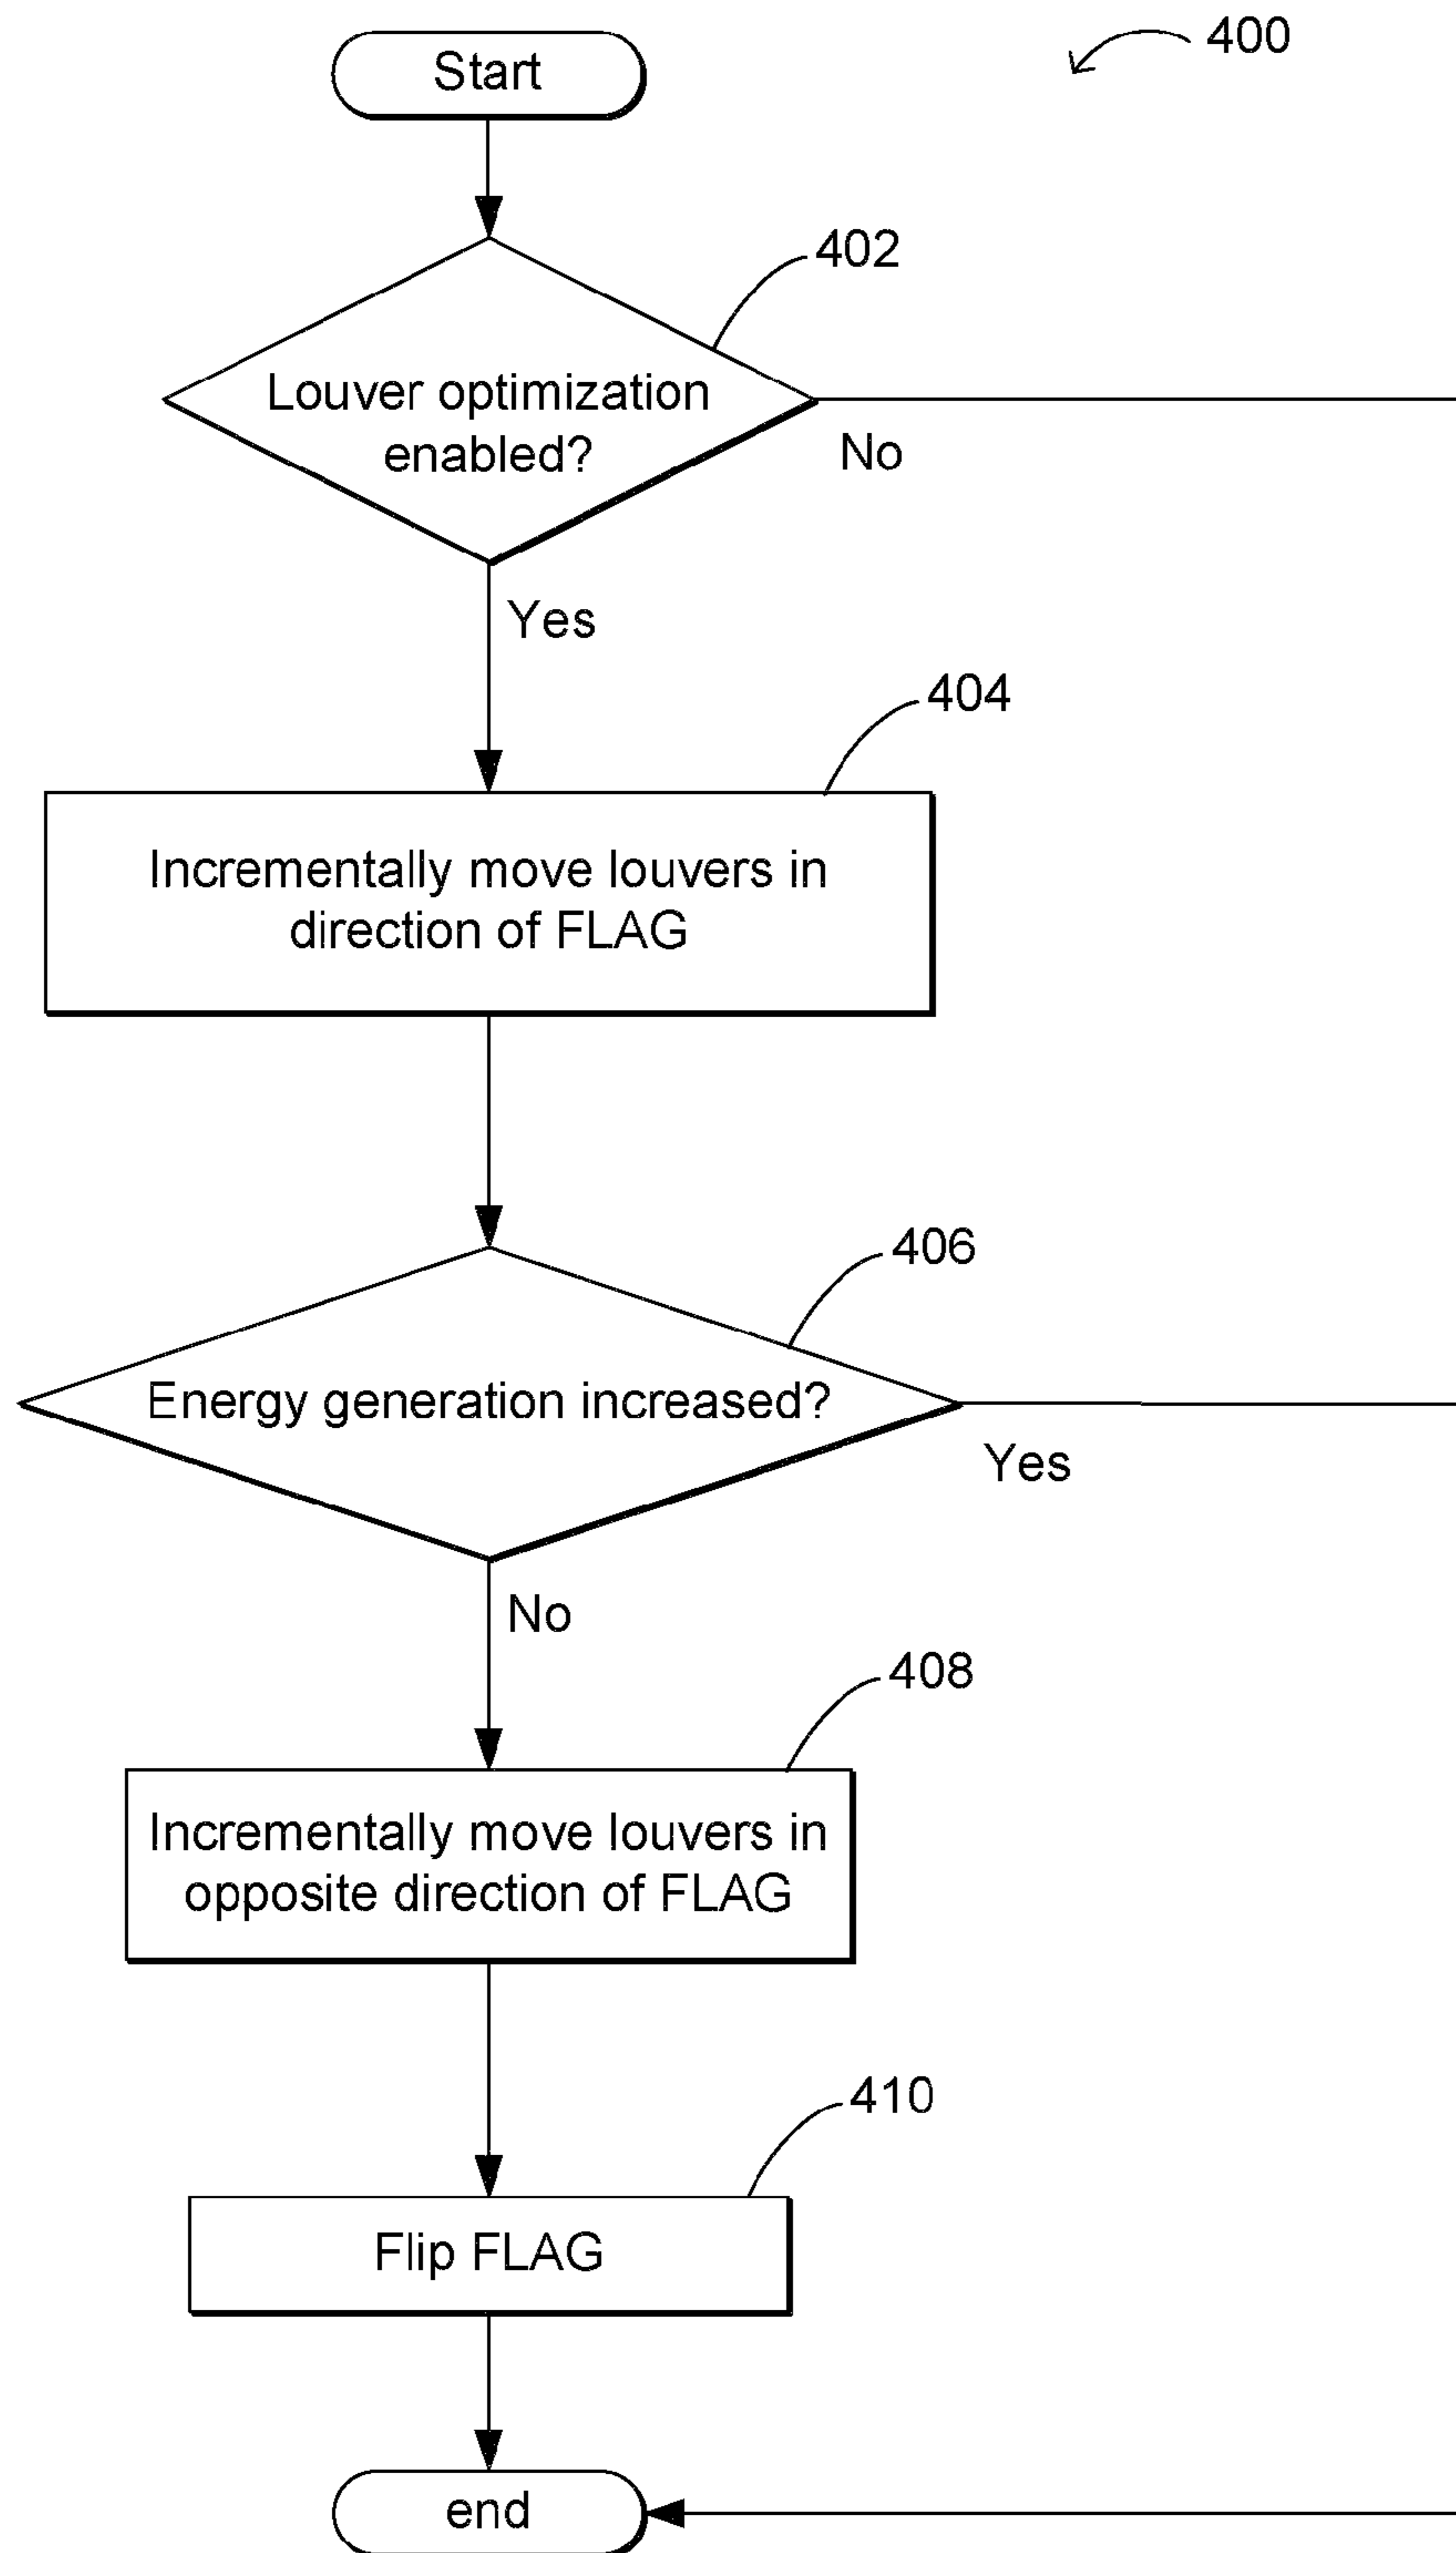 Start
400
402
Louver optimization
enabled?
No
Yes
404
Incrementally move louvers in
direction of FLAG
406
Energy generation increased?
Yes
No
408
Incrementally move louvers in
opposite direction of FLAG
410
Flip FLAG
end